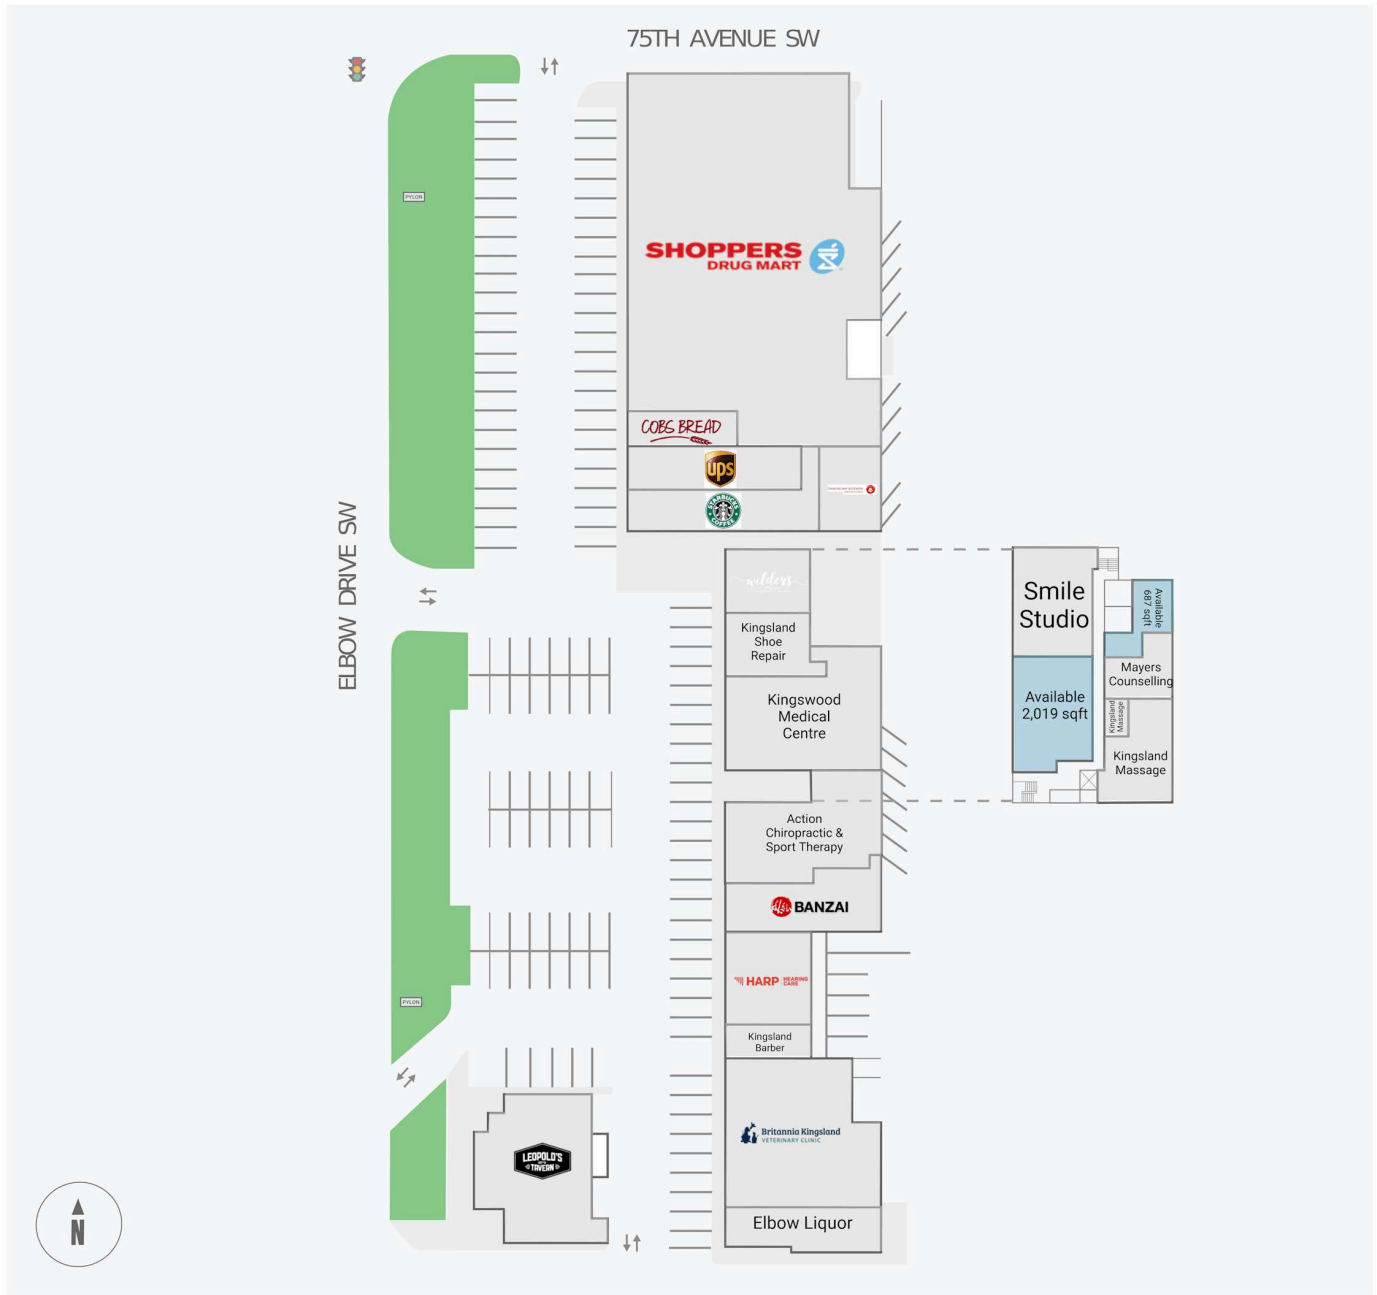 75TH AVENUE SW
PYLON
SHOPPERS
DRUG MART
COBS BREAD
ups
STARBUCKS
COFFEE
ELBOW DRIVE SW
wilders
Kingsland
Shoe
Repair
Kingswood
Medical
Centre
Smile
Studio
Available
687 sqft
Available
2,019 sqft
Mayers
Counselling
Kingsland
Massage
Kingsland
Massage
Action
Chiropractic &
Sport Therapy
BANZAI
HARP HEARING
CARE
PYLON
Kingsland
Barber
Britannia Kingsland
VETERINARY CLINIC
LEOPOLD'S
TAVERN
Elbow Liquor
N